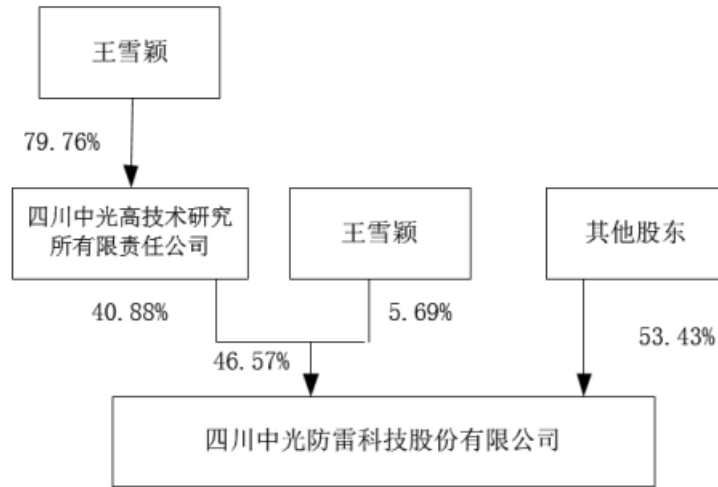 王雪颖
79.76%
四川中光高技术研究
所有限责任公司
王雪颖
其他股东
40.88%
5.69%
53.43%
46.57%
四川中光防雷科技股份有限公司